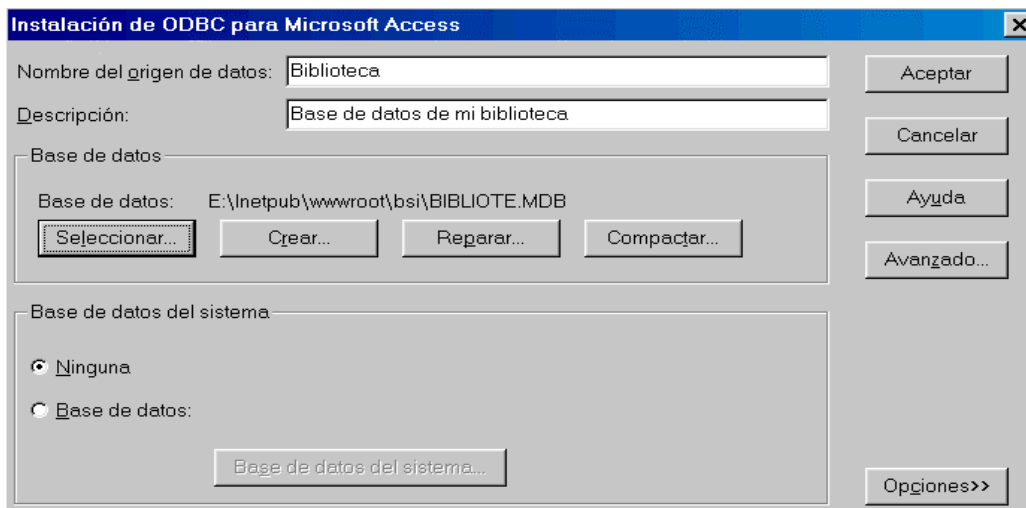 Instalación de ODBC para Microsoft Access
Nombre del origen de datos: Biblioteca
Aceptar
Descripción: Base de datos de mi biblioteca
Cancelar
Base de datos
Base de datos: E:\Inetpub\wwwroot\bsi\BIBLIOTE.MDB
Ayuda
Seleccionar... Crear... Reparar... Compactar...
Avanzado...
Base de datos del sistema
Ninguna
Base de datos:
Base de datos del sistema...
Opciones>>